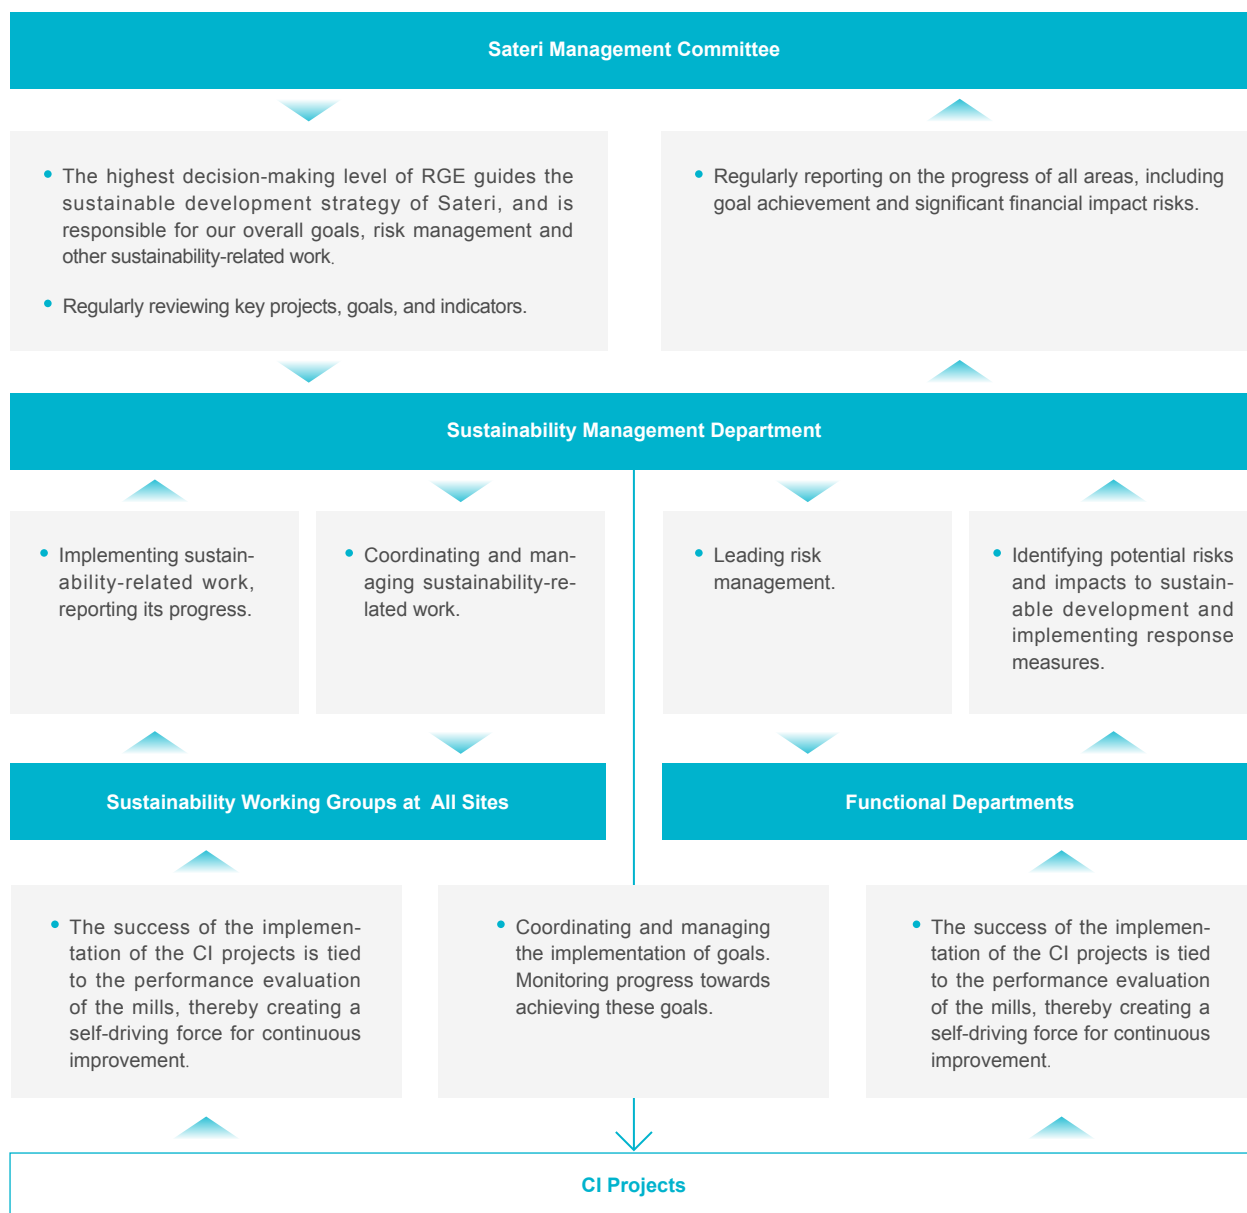 Sateri Management Committee
• The highest decision-making level of RGE guides the
sustainable development strategy of Sateri, and is
responsible for our overall goals, risk management and
other sustainability-related work.
• Regularly reviewing key projects, goals, and indicators.
• Regularly reporting on the progress of all areas, including
goal achievement and significant financial impact risks.
Sustainability Management Department
• Implementing sustain-
ability-related work,
reporting its progress.
• Coordinating and man-
aging sustainability-re-
lated work.
• Leading risk
management.
• Identifying potential risks
and impacts to sustain-
able development and
implementing response
measures.
Sustainability Working Groups at All Sites
Functional Departments
• The success of the implemen-
tation of the CI projects is tied
to the performance evaluation
of the mills, thereby creating a
self-driving force for continuous
improvement.
• Coordinating and managing
the implementation of goals.
Monitoring progress towards
achieving these goals.
• The success of the implemen-
tation of the CI projects is tied
to the performance evaluation
of the mills, thereby creating a
self-driving force for continuous
improvement.
CI Projects